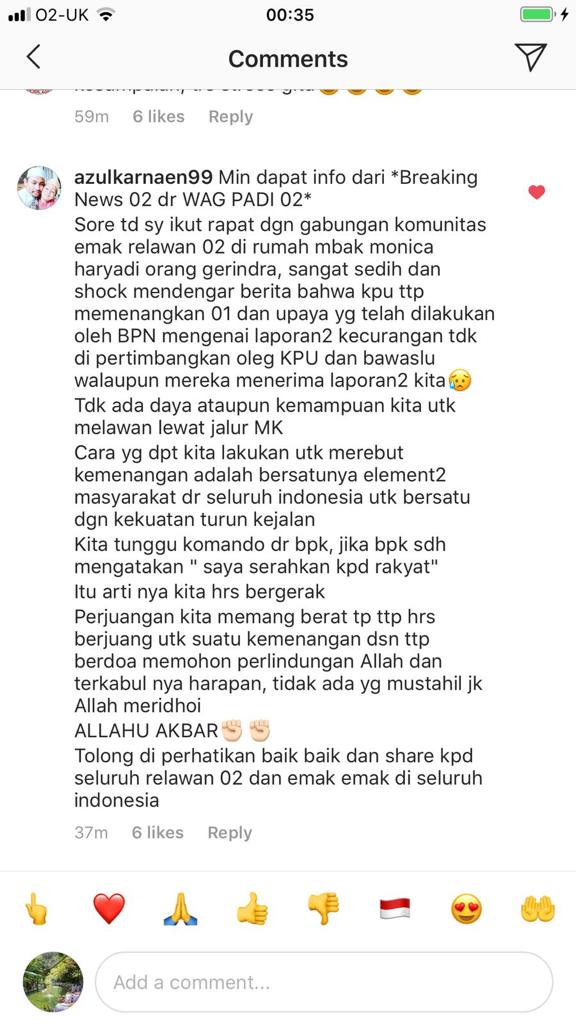 O2-UK 00:35
Comments
59m 6 likes Reply
azulkarnaen99 Min dapat info dari *Breaking
News 02 dr WAG PADI 02*
Sore td sy ikut rapat dgn gabungan komunitas
emak relawan 02 di rumah mbak monica
haryadi orang gerindra, sangat sedih dan
shock mendengar berita bahwa kpu ttp
memenangkan 01 dan upaya yg telah dilakukan
oleh BPN mengenai laporan2 kecurangan tdk
di pertimbangkan oleg KPU dan bawaslu
walaupun mereka menerima laporan2 kita😥
Tdk ada daya ataupun kemampuan kita utk
melawan lewat jalur MK
Cara yg dpt kita lakukan utk merebut
kemenangan adalah bersatunya element2
masyarakat dr seluruh indonesia utk bersatu
dgn kekuatan turun kejalan
Kita tunggu komando dr bpk, jika bpk sdh
mengatakan " saya serahkan kpd rakyat"
Itu arti nya kita hrs bergerak
Perjuangan kita memang berat tp ttp hrs
berjuang utk suatu kemenangan dsn ttp
berdoa memohon perlindungan Allah dan
terkabul nya harapan, tidak ada yg mustahil jk
Allah meridhoi
ALLAHU AKBAR✊🏻 ✊🏻
Tolong di perhatikan baik baik dan share kpd
seluruh relawan 02 dan emak emak di seluruh
indonesia
37m 6 likes Reply
Add a comment...